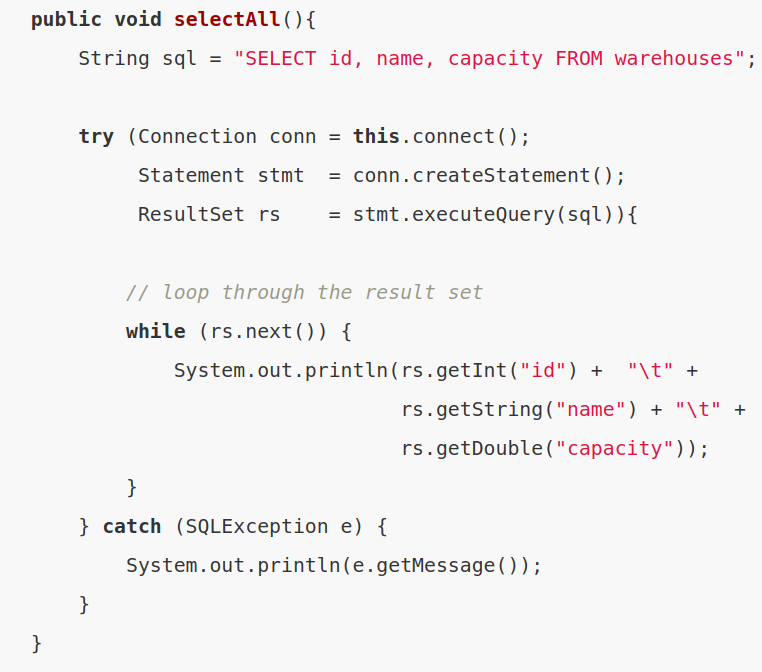 public void selectAll(){
    String sql = "SELECT id, name, capacity FROM warehouses";

    try (Connection conn = this.connect();
         Statement stmt  = conn.createStatement();
         ResultSet rs    = stmt.executeQuery(sql)){

        // loop through the result set
        while (rs.next()) {
            System.out.println(rs.getInt("id") +  "\t" +
                               rs.getString("name") + "\t" +
                               rs.getDouble("capacity"));
        }
    } catch (SQLException e) {
        System.out.println(e.getMessage());
    }
}